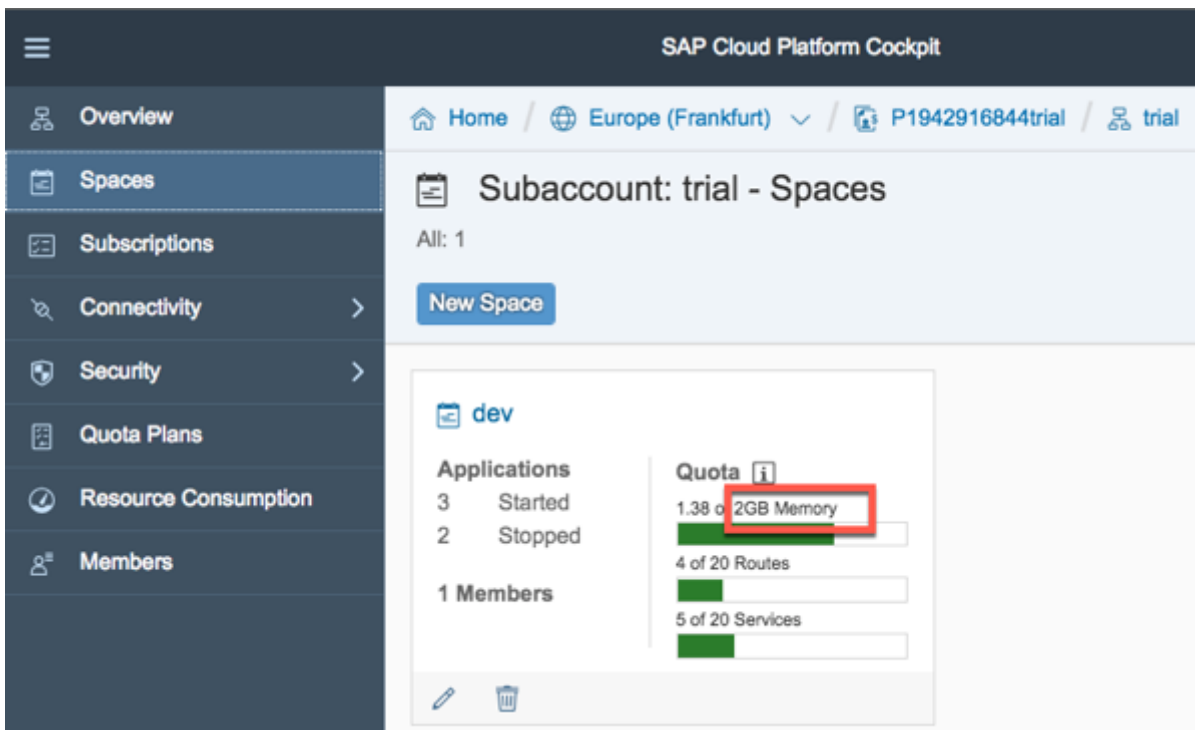 SAP Cloud Platform Cockpit
Overview
Spaces
Subscriptions
Connectivity
Security
Quota Plans
Resource Consumption
Members
Home / Europe (Frankfurt) / P1942916844trial / trial
Subaccount: trial - Spaces
All: 1
New Space
dev
Applications
3 Started
2 Stopped
1 Members
Quota i
1.38 of 2GB Memory
4 of 20 Routes
5 of 20 Services